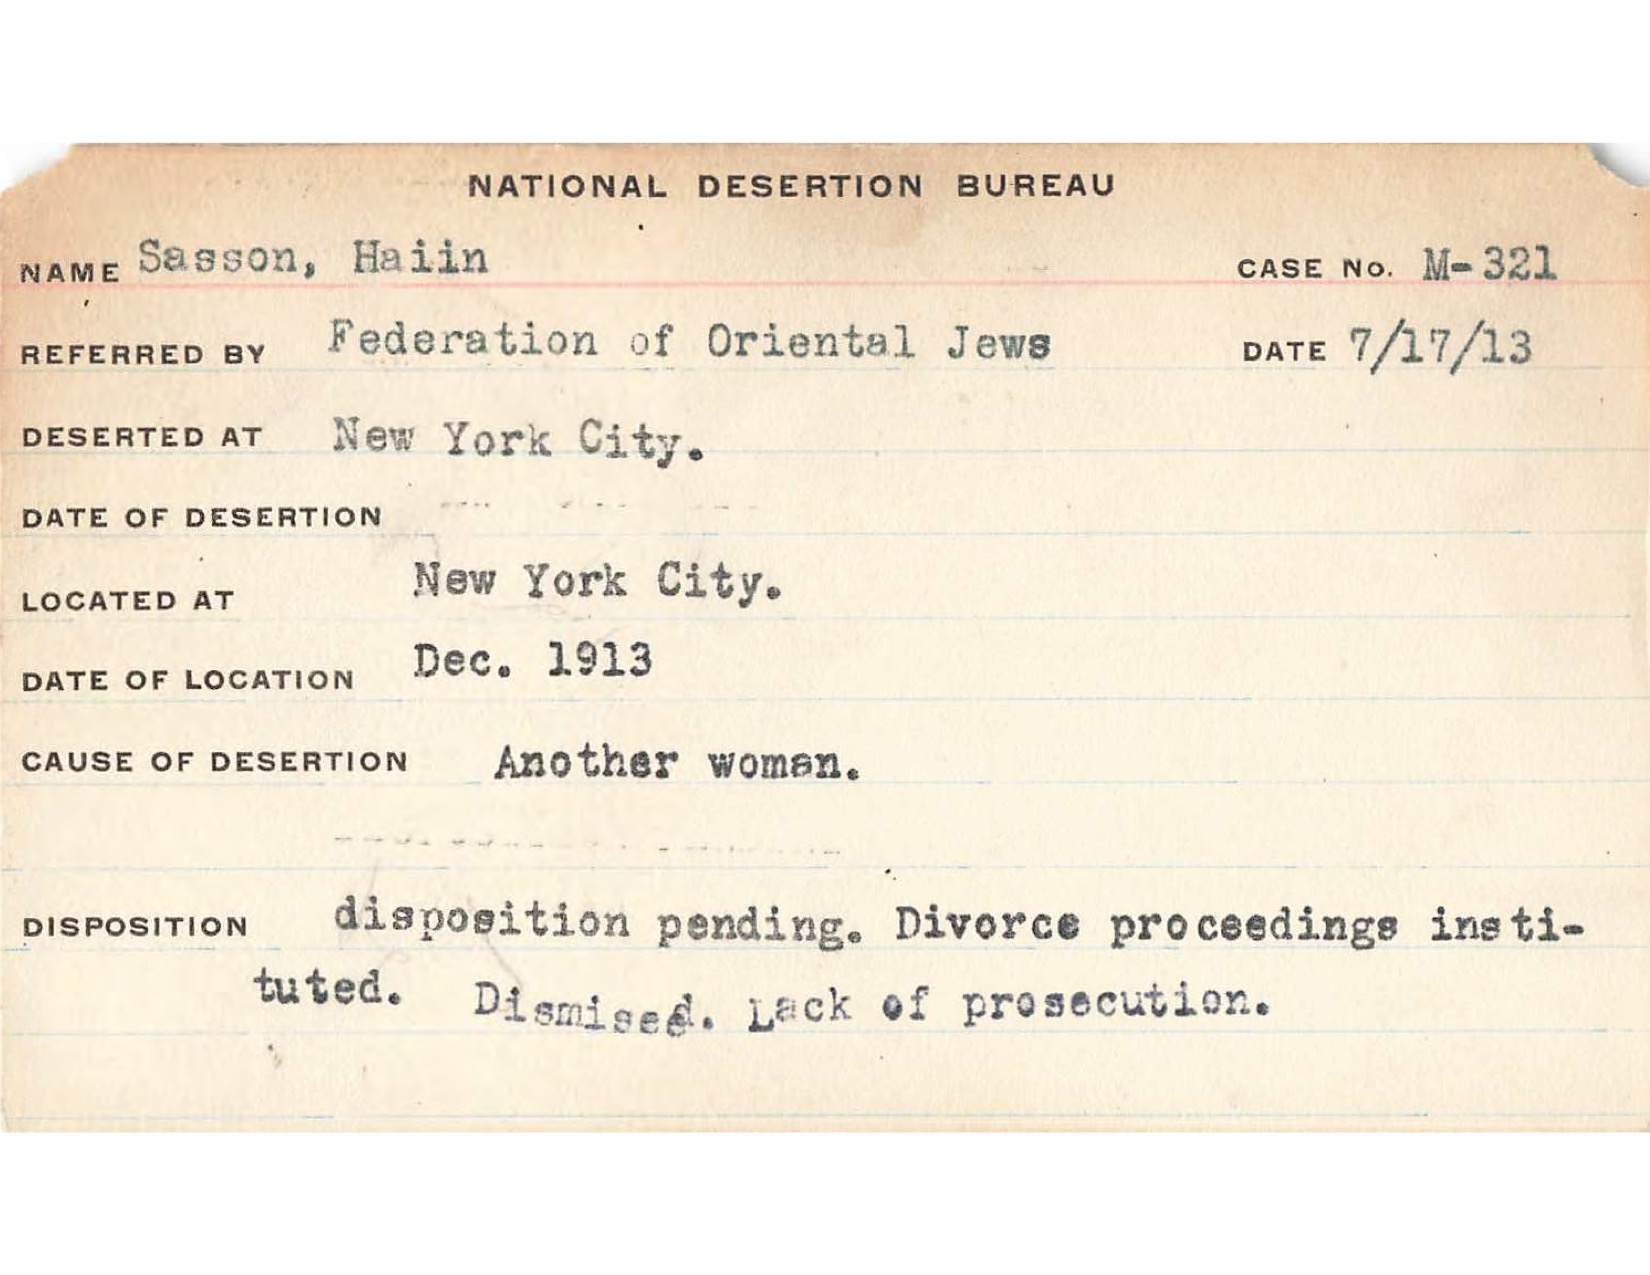 NATIONAL DESERTION BUREAU
NAME Sasson, Haiin CASE No. M-321
REFERRED BY Federation of Oriental Jews DATE 7/17/13
DESERTED AT New York City.
DATE OF DESERTION
LOCATED AT New York City.
DATE OF LOCATION Dec. 1913
CAUSE OF DESERTION Another woman.
DISPOSITION disposition pending. Divorce proceedings insti-
tuted. Dismised. Lack of prosecution.